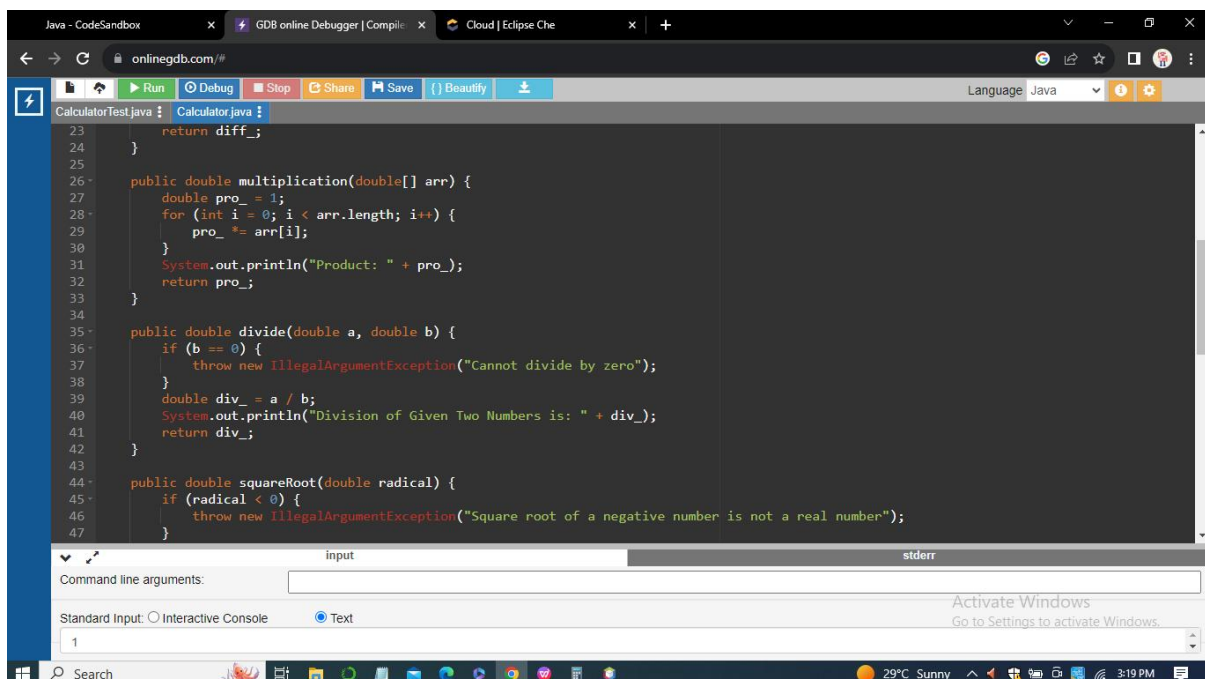 Java - CodeSandbox
GDB online Debugger | Compile
Cloud | Eclipse Che
onlinegdb.com/#
Run Debug Stop Share Save {} Beautify
Language Java
CalculatorTest.java Calculator.java
23 return diff_;
24 }
25
26 public double multiplication(double[] arr) {
27 double pro_ = 1;
28 for (int i = 0; i < arr.length; i++) {
29 pro_ *= arr[i];
30 }
31 System.out.println("Product: " + pro_);
32 return pro_;
33 }
34
35 public double divide(double a, double b) {
36 if (b == 0) {
37 throw new IllegalArgumentException("Cannot divide by zero");
38 }
39 double div_ = a / b;
40 System.out.println("Division of Given Two Numbers is: " + div_);
41 return div_;
42 }
43
44 public double squareRoot(double radical) {
45 if (radical < 0) {
46 throw new IllegalArgumentException("Square root of a negative number is not a real number");
47 }
input stderr
Command line arguments:
Standard Input: Interactive Console Text
1
Activate Windows
Go to Settings to activate Windows.
Search
29°C Sunny 3:19 PM